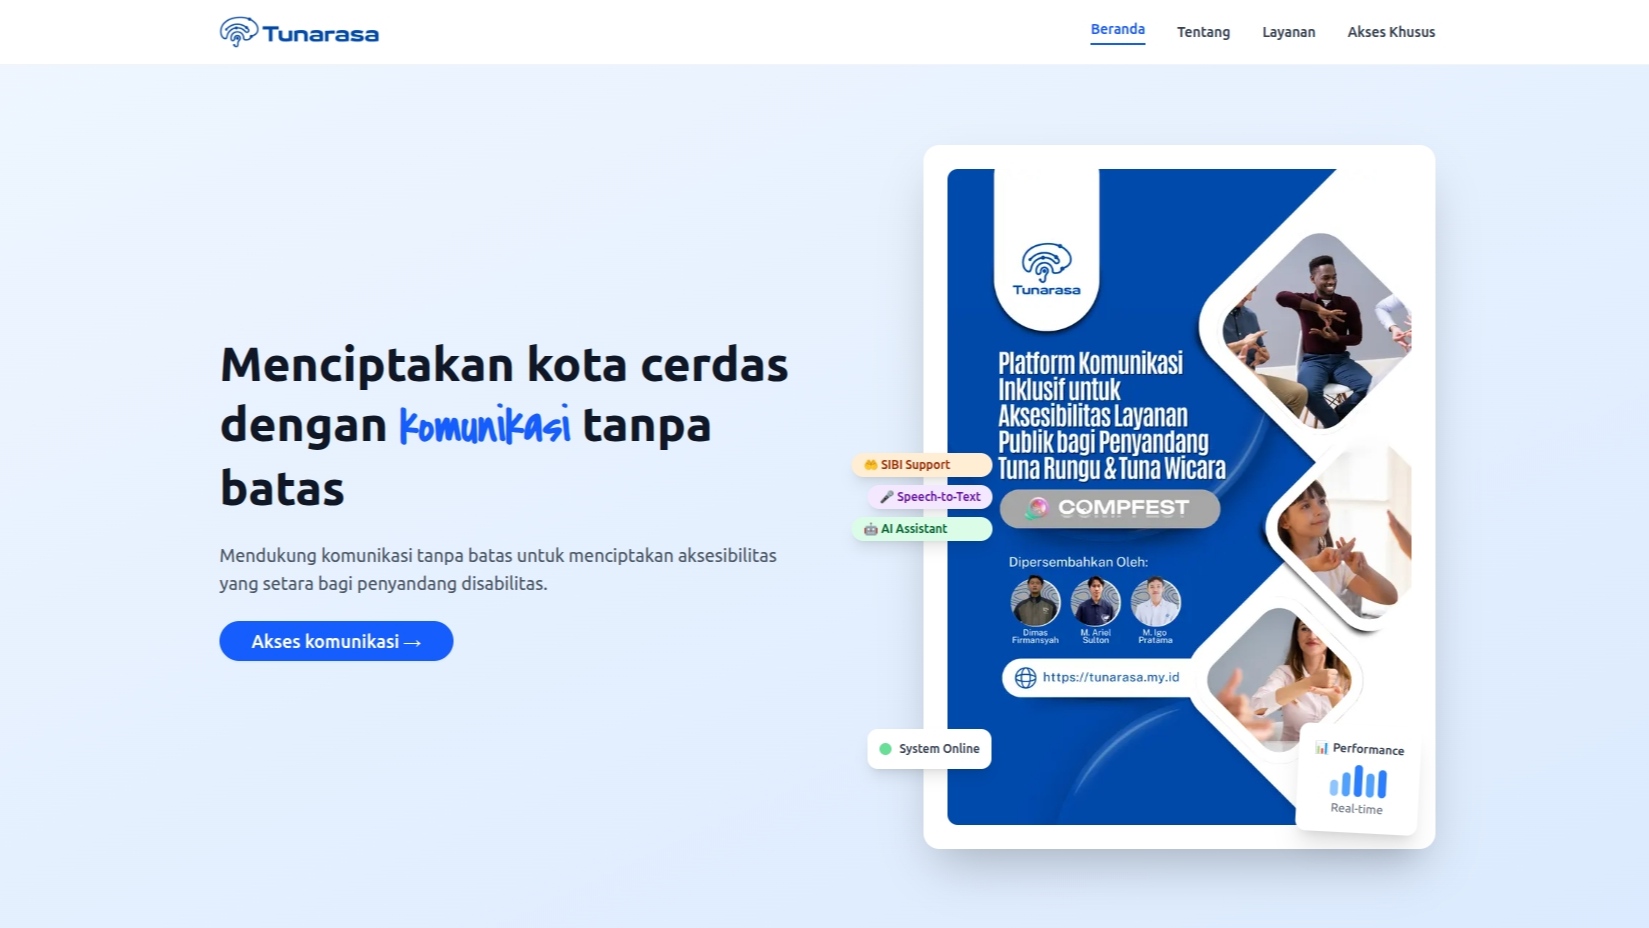 Tunarasa
Beranda
Tentang
Layanan
Akses Khusus
Menciptakan kota cerdas
dengan komunikasi tanpa
batas
Mendukung komunikasi tanpa batas untuk menciptakan aksesibilitas
yang setara bagi penyandang disabilitas.
Akses komunikasi →
Tunarasa
Platform Komunikasi
Inklusif untuk
Aksesibilitas Layanan
Publik bagi Penyandang
Tuna Rungu & Tuna Wicara
COMPFEST
🤲 SIBI Support
🎤 Speech-to-Text
🤖 AI Assistant
Dipersembahkan Oleh:
Dimas
Firmansyah
M. Ariel
Sulton
M. Igo
Pratama
https://tunarasa.my.id
System Online
📊 Performance
Real-time